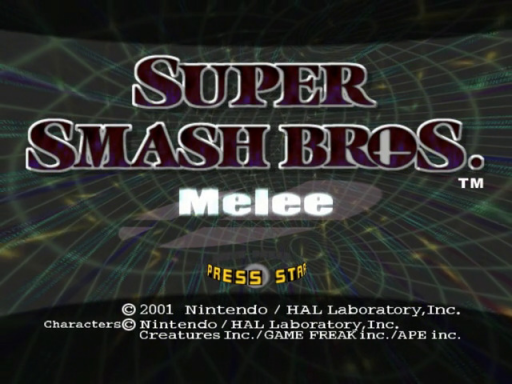 SUPER
SMASH BROS.
TM
Melee
PRESS STAR
© 2001 Nintendo / HAL Laboratory,Inc.
Characters© Nintendo / HAL Laboratory,Inc.
Creatures Inc./GAME FREAK inc./APE inc.